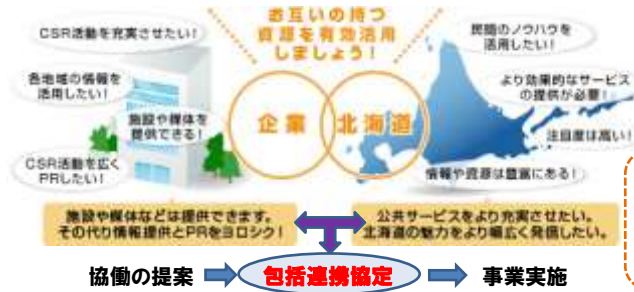 お互いの持つ
資源を有効活用
しましょう！
CSR活動を充実させたい！
各地域の情報を
活用したい！
施設や媒体を
提供できる！
CSR活動を広く
PRしたい！
企業
北海道
民間のノウハウを
活用したい！
より効果的なサービス
の提供が必要！
注目度は高い！
情報や資源は豊富にある！
施設や媒体などは提供できます。
その代り情報提供とPRをヨロシク！
公共サービスをより充実させたい。
北海道の魅力をより幅広く発信したい。
協働の提案
包括連携協定
事業実施